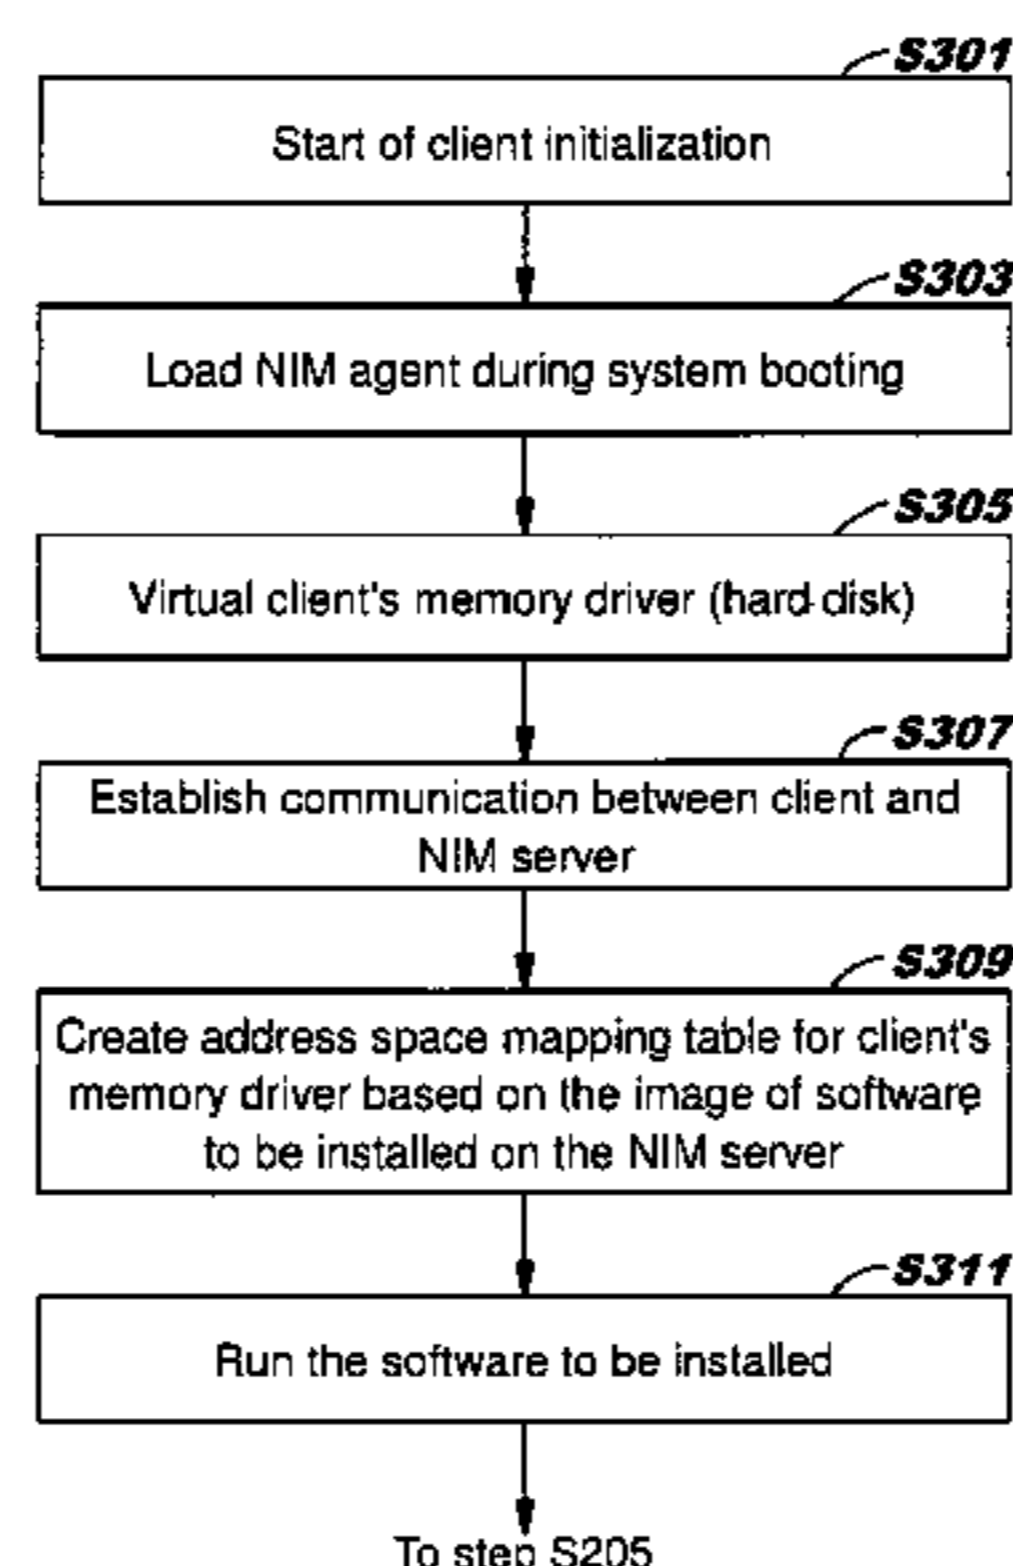 S301
Start of client initialization
S303
Load NIM agent during system booting
S305
Virtual client's memory driver (hard disk)
S307
Establish communication between client and
NIM server
S309
Create address space mapping table for client's
memory driver based on the image of software
to be installed on the NIM server
S311
Run the software to be installed
To step S205